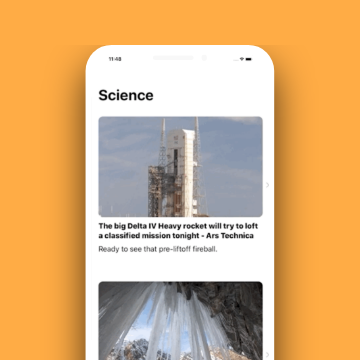 11:48
Science
The big Delta IV Heavy rocket will try to loft
a classified mission tonight - Ars Technica
Ready to see that pre-liftoff fireball.